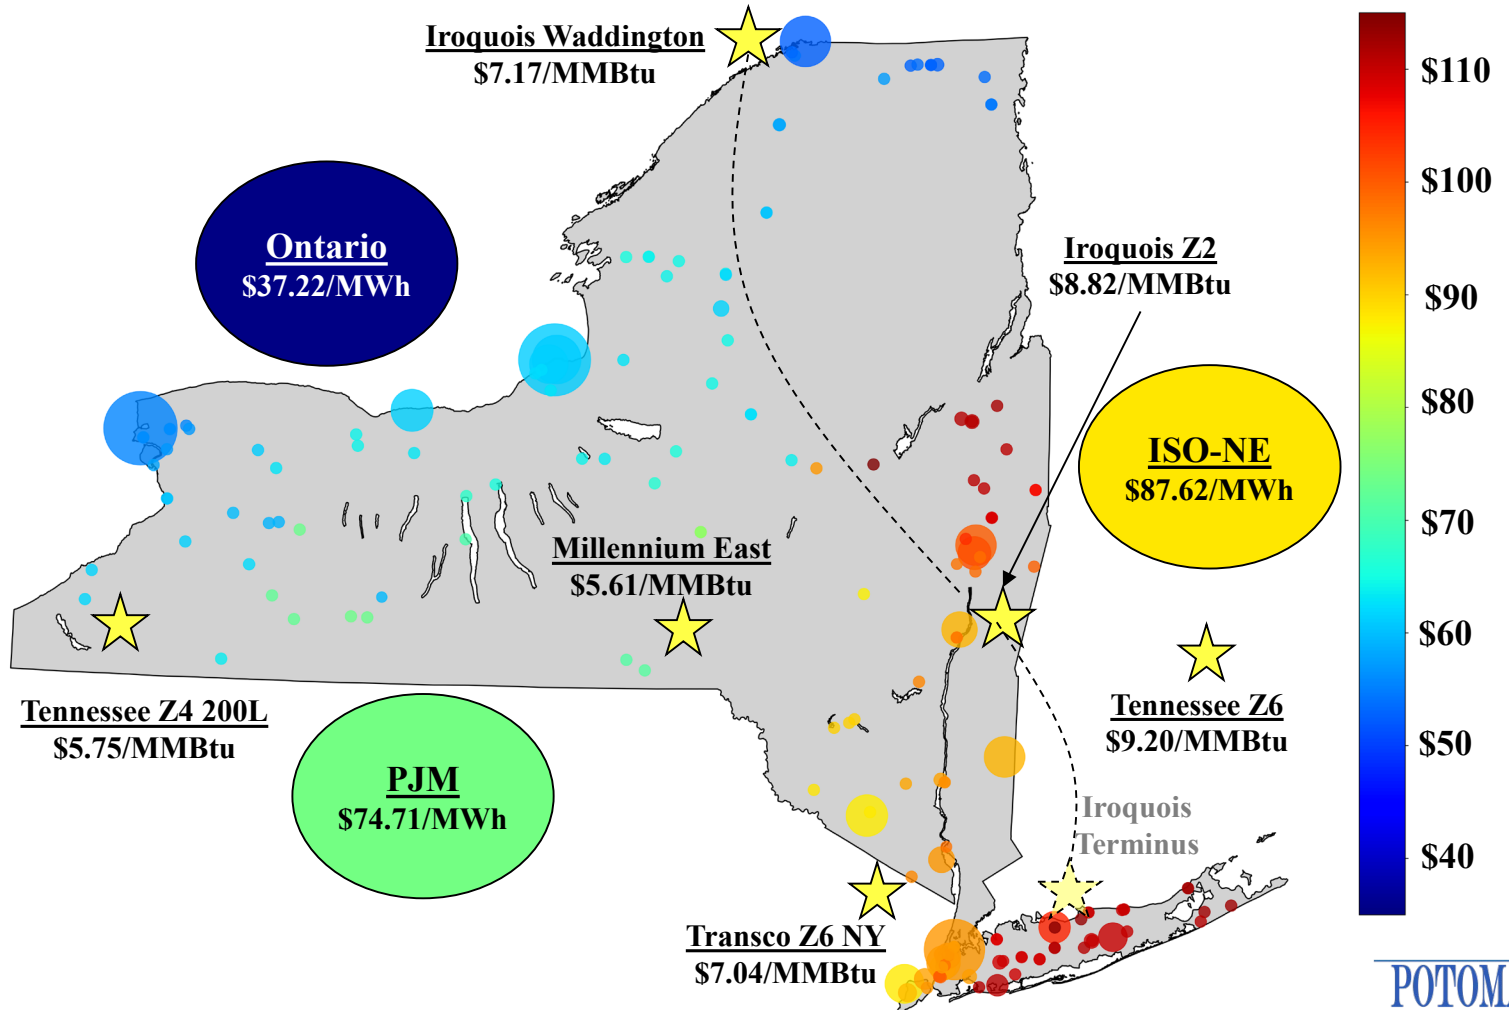 Iroquois Waddington
$7.17/MMBtu
Ontario
$37.22/MWh
Iroquois Z2
$8.82/MMBtu
ISO-NE
$87.62/MWh
Millennium East
$5.61/MMBtu
Tennessee Z4 200L
$5.75/MMBtu
PJM
$74.71/MWh
Tennessee Z6
$9.20/MMBtu
Iroquois
Terminus
Transco Z6 NY
$7.04/MMBtu
$110
$100
$90
$80
$70
$60
$50
$40
POTOM